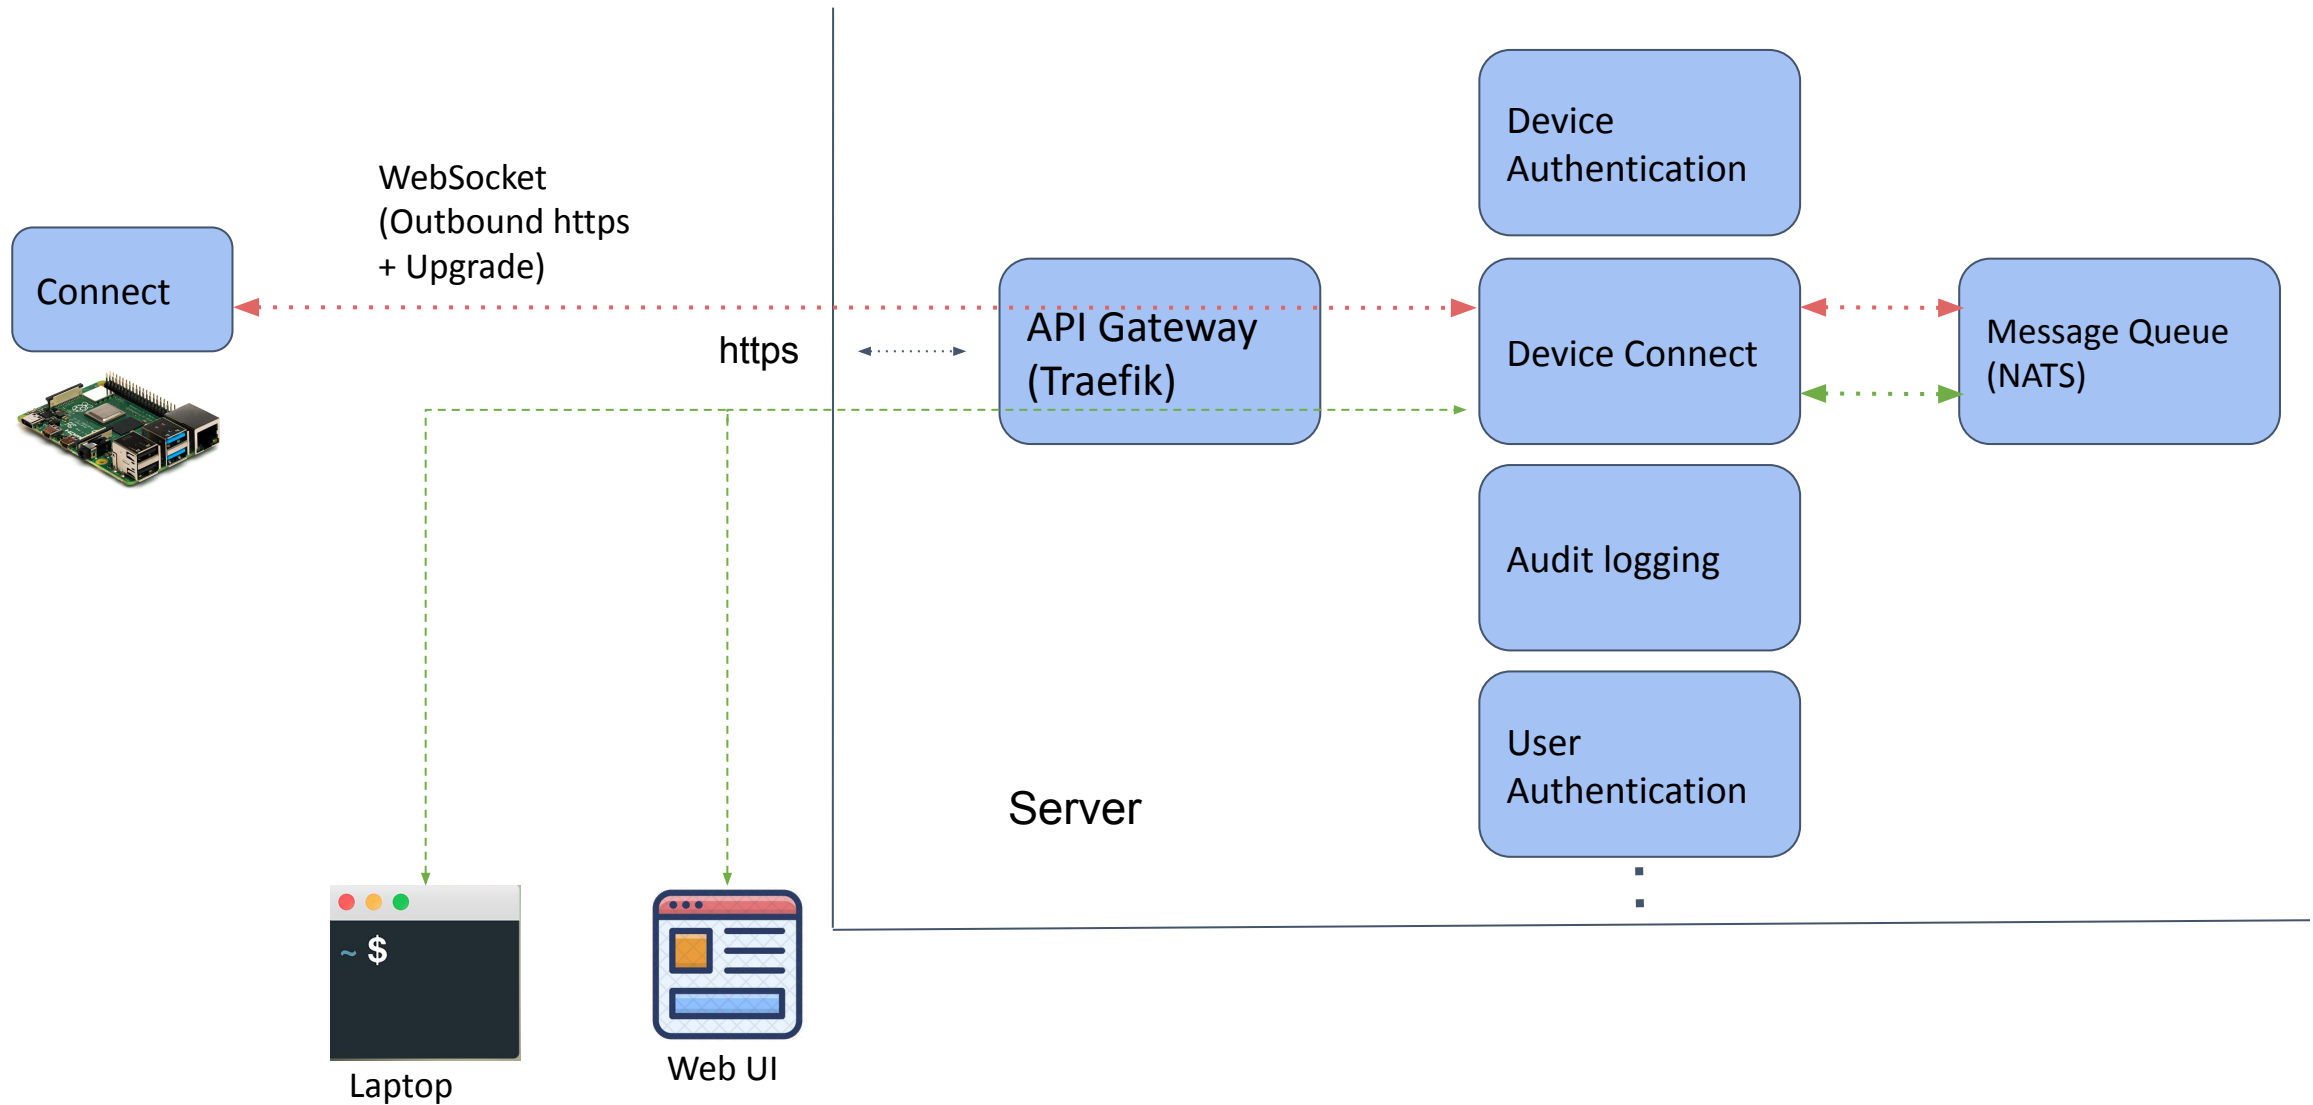 WebSocket
(Outbound https
+ Upgrade)
Connect
https
API Gateway
(Traefik)
Device
Authentication
Device Connect
Message Queue
(NATS)
Audit logging
User
Authentication
Server
~ $
Laptop
Web UI